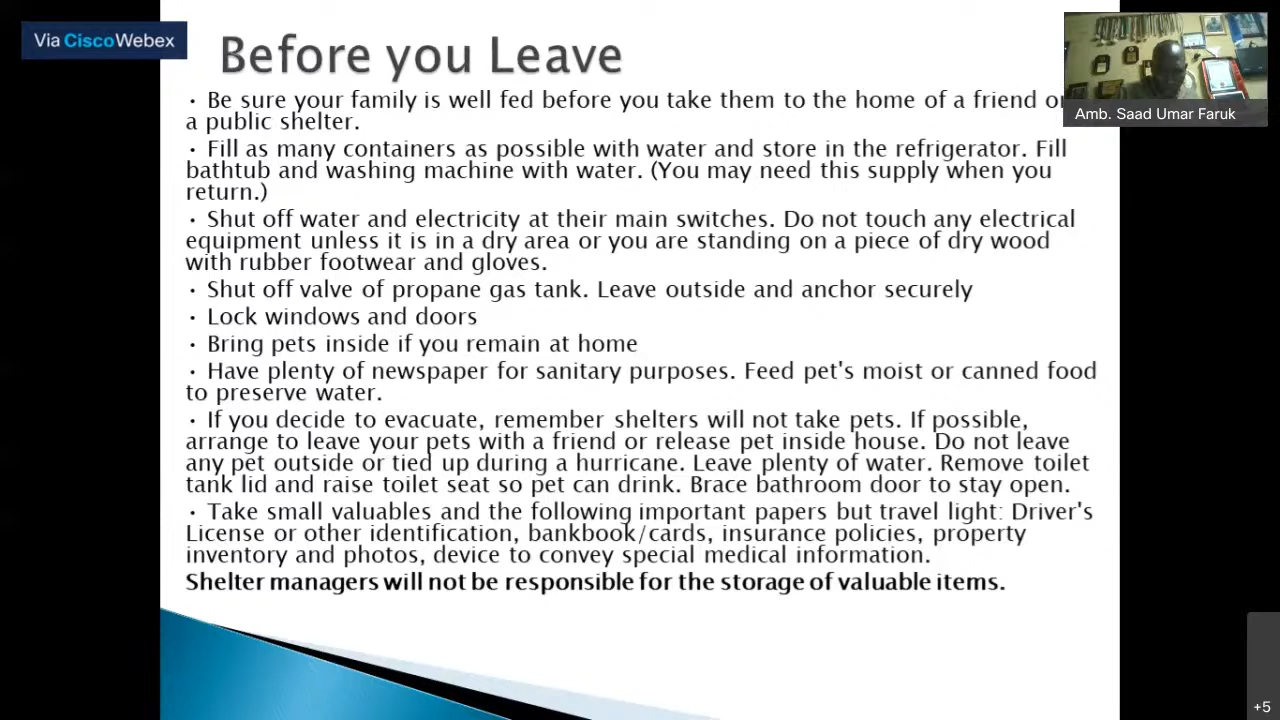 Via CiscoWebex
Before you Leave
Amb. Saad Umar Faruk
• Be sure your family is well fed before you take them to the home of a friend or
a public shelter.
• Fill as many containers as possible with water and store in the refrigerator. Fill
bathtub and washing machine with water. (You may need this supply when you
return.)
• Shut off water and electricity at their main switches. Do not touch any electrical
equipment unless it is in a dry area or you are standing on a piece of dry wood
with rubber footwear and gloves.
• Shut off valve of propane gas tank. Leave outside and anchor securely
• Lock windows and doors
• Bring pets inside if you remain at home
• Have plenty of newspaper for sanitary purposes. Feed pet's moist or canned food
to preserve water.
• If you decide to evacuate, remember shelters will not take pets. If possible,
arrange to leave your pets with a friend or release pet inside house. Do not leave
any pet outside or tied up during a hurricane. Leave plenty of water. Remove toilet
tank lid and raise toilet seat so pet can drink. Brace bathroom door to stay open.
• Take small valuables and the following important papers but travel light: Driver's
License or other identification, bankbook/cards, insurance policies, property
inventory and photos, device to convey special medical information.
Shelter managers will not be responsible for the storage of valuable items.
+5